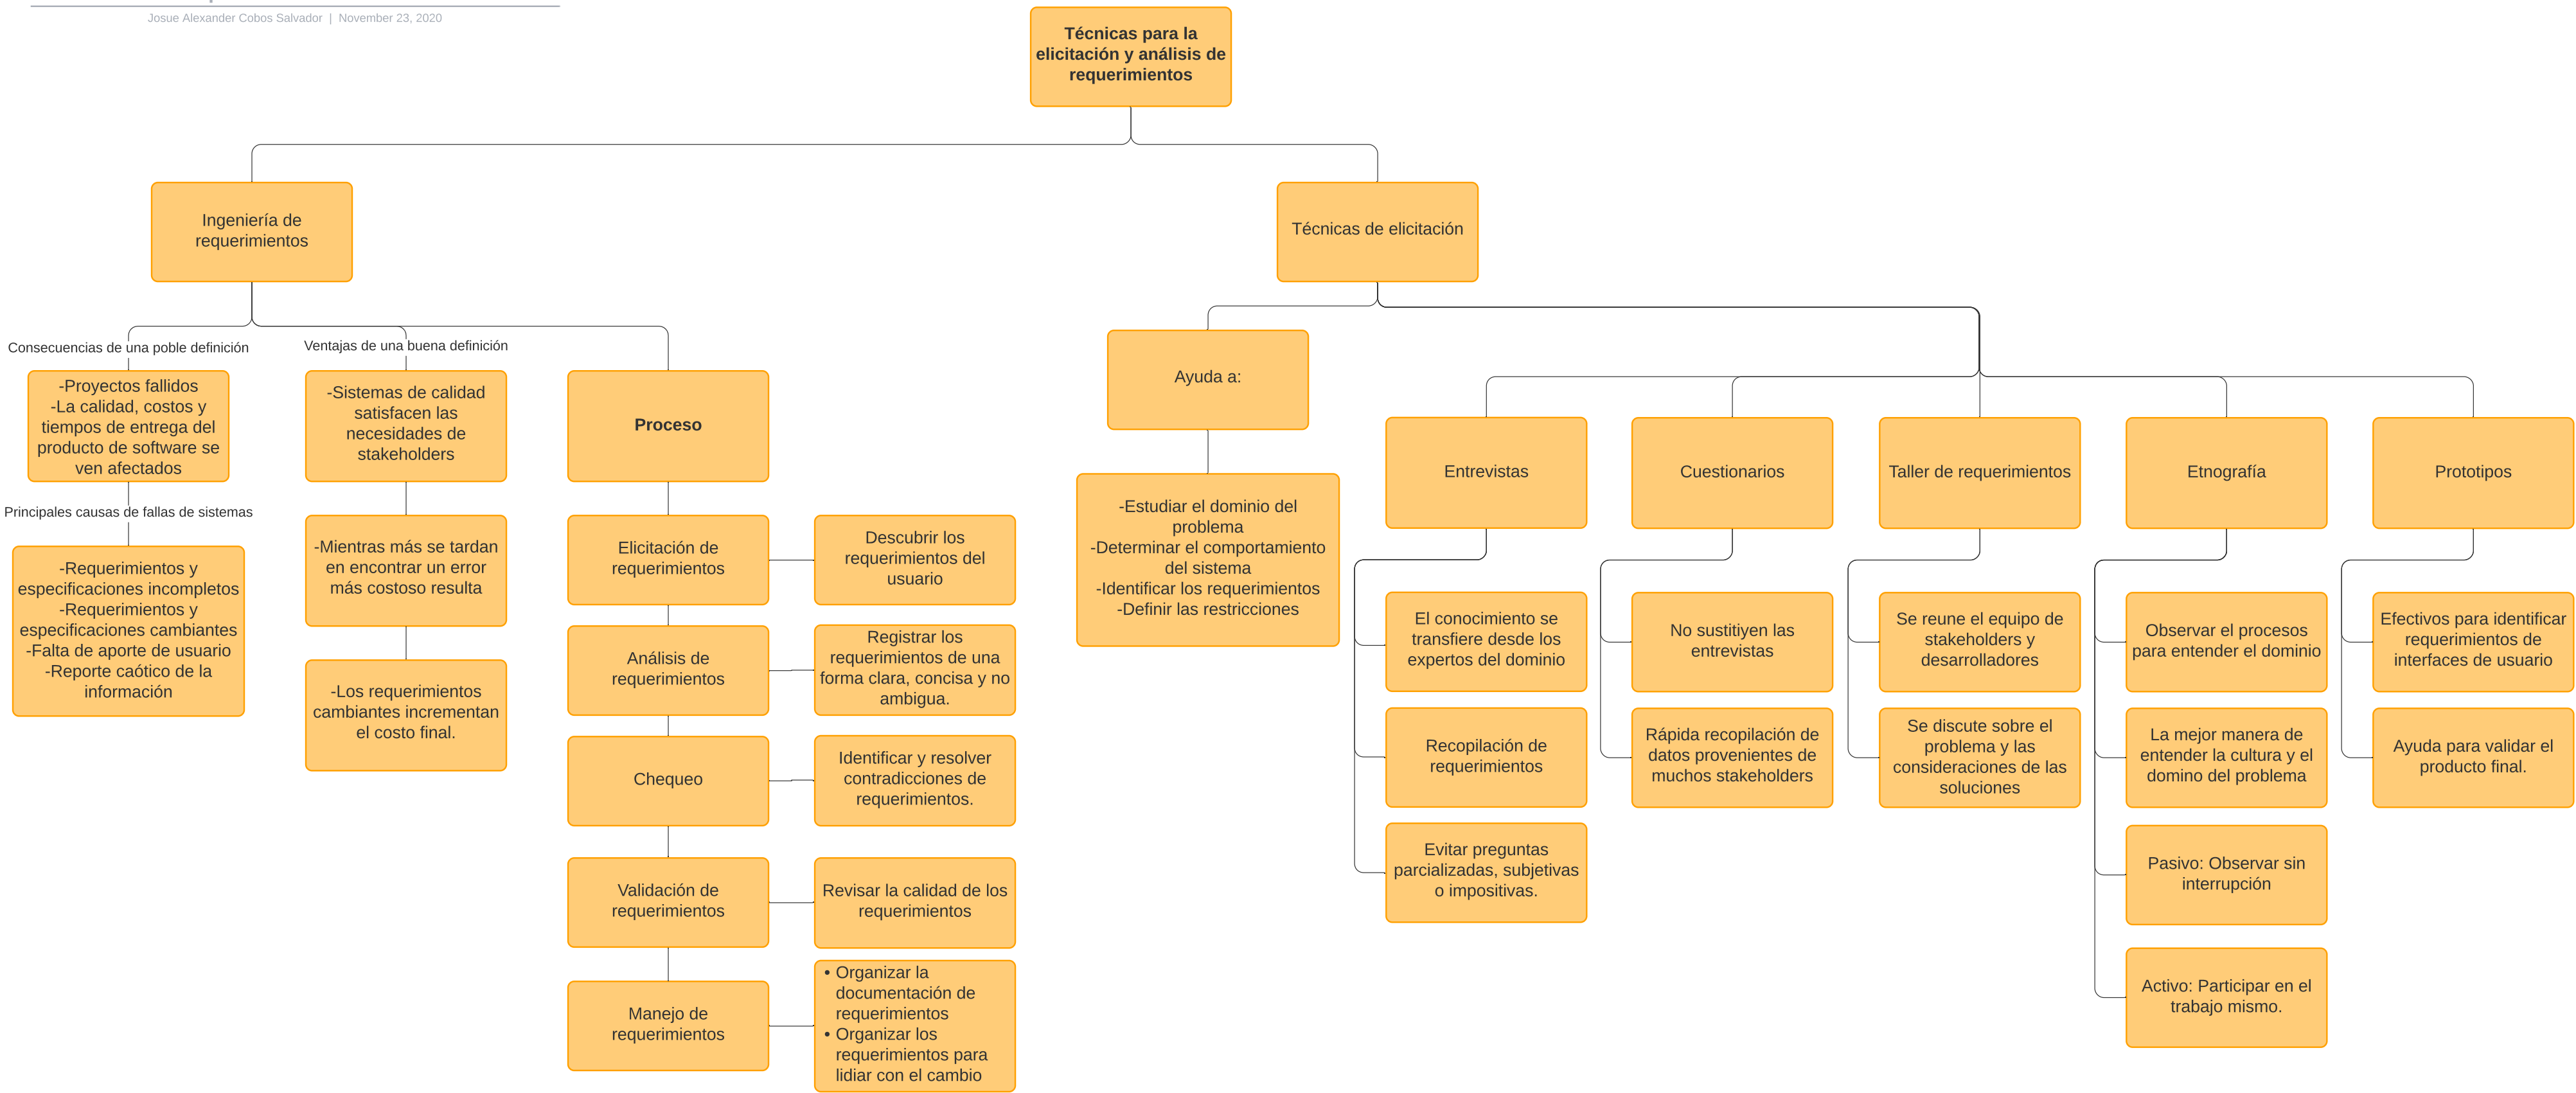 Josue Alexander Cobos Salvador | November 23, 2020
Técnicas para la
elicitación y análisis de
requerimientos
Ingeniería de
requerimientos
Técnicas de elicitación
Consecuencias de una poble definición
-Proyectos fallidos
-La calidad, costos y
tiempos de entrega del
producto de software se
ven afectados
Principales causas de fallas de sistemas
-Requerimientos y
especificaciones incompletos
-Requerimientos y
especificaciones cambiantes
-Falta de aporte de usuario
-Reporte caótico de la
información
Ventajas de una buena definición
-Sistemas de calidad
satisfacen las
necesidades de
stakeholders
-Mientras más se tardan
en encontrar un error
más costoso resulta
-Los requerimientos
cambiantes incrementan
el costo final.
Proceso
Elicitación de
requerimientos
Descubrir los
requerimientos del
usuario
Análisis de
requerimientos
Registrar los
requerimientos de una
forma clara, concisa y no
ambigua.
Chequeo
Identificar y resolver
contradicciones de
requerimientos.
Validación de
requerimientos
Revisar la calidad de los
requerimientos
Manejo de
requerimientos
• Organizar la
documentación de
requerimientos
• Organizar los
requerimientos para
lidiar con el cambio
Ayuda a:
-Estudiar el dominio del
problema
-Determinar el comportamiento
del sistema
-Identificar los requerimientos
-Definir las restricciones
Entrevistas
El conocimiento se
transfiere desde los
expertos del dominio
Recopilación de
requerimientos
Evitar preguntas
parcializadas, subjetivas
o impositivas.
Cuestionarios
No sustitiyen las
entrevistas
Rápida recopilación de
datos provenientes de
muchos stakeholders
Taller de requerimientos
Se reune el equipo de
stakeholders y
desarrolladores
Se discute sobre el
problema y las
consideraciones de las
soluciones
Etnografía
Observar el procesos
para entender el dominio
La mejor manera de
entender la cultura y el
domino del problema
Pasivo: Observar sin
interrupción
Activo: Participar en el
trabajo mismo.
Prototipos
Efectivos para identificar
requerimientos de
interfaces de usuario
Ayuda para validar el
producto final.